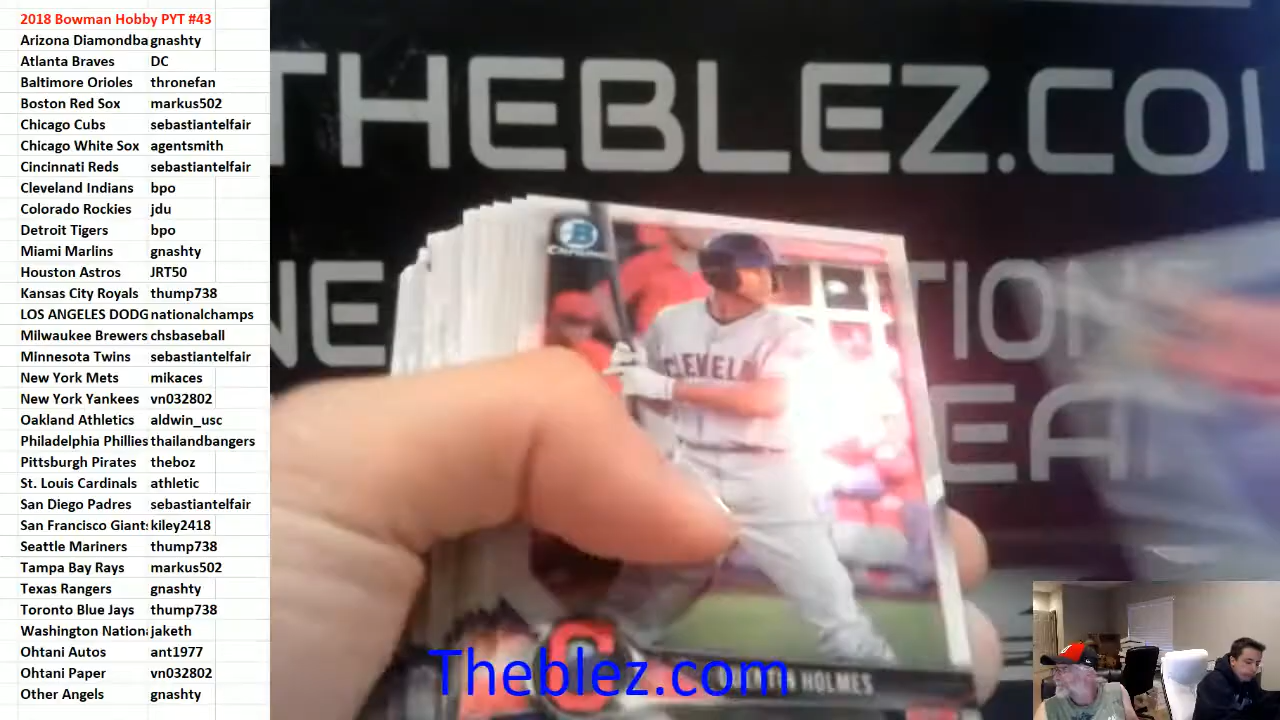 2018 Bowman Hobby PYT #43
Arizona Diamondba gnashty
Atlanta Braves DC
Baltimore Orioles thronefan
Boston Red Sox markus502
Chicago Cubs sebastiantelfair
Chicago White Sox agentsmith
Cincinnati Reds sebastiantelfair
Cleveland Indians bpo
Colorado Rockies jdu
Detroit Tigers bpo
Miami Marlins gnashty
Houston Astros JRT50
Kansas City Royals thump738
LOS ANGELES DODG nationalchamps
Milwaukee Brewers chsbaseball
Minnesota Twins sebastiantelfair
New York Mets mikaces
New York Yankees vn032802
Oakland Athletics aldwin_usc
Philadelphia Phillies thailandbangers
Pittsburgh Pirates theboz
St. Louis Cardinals athletic
San Diego Padres sebastiantelfair
San Francisco Giant kiley2418
Seattle Mariners thump738
Tampa Bay Rays markus502
Texas Rangers gnashty
Toronto Blue Jays thump738
Washington Nation jaketh
Ohtani Autos ant1977
Ohtani Paper vn032802
Other Angels gnashty
THEBLEZ.CO
B
CHROME
CLEVEL
C
HOLMES
Theblez.com